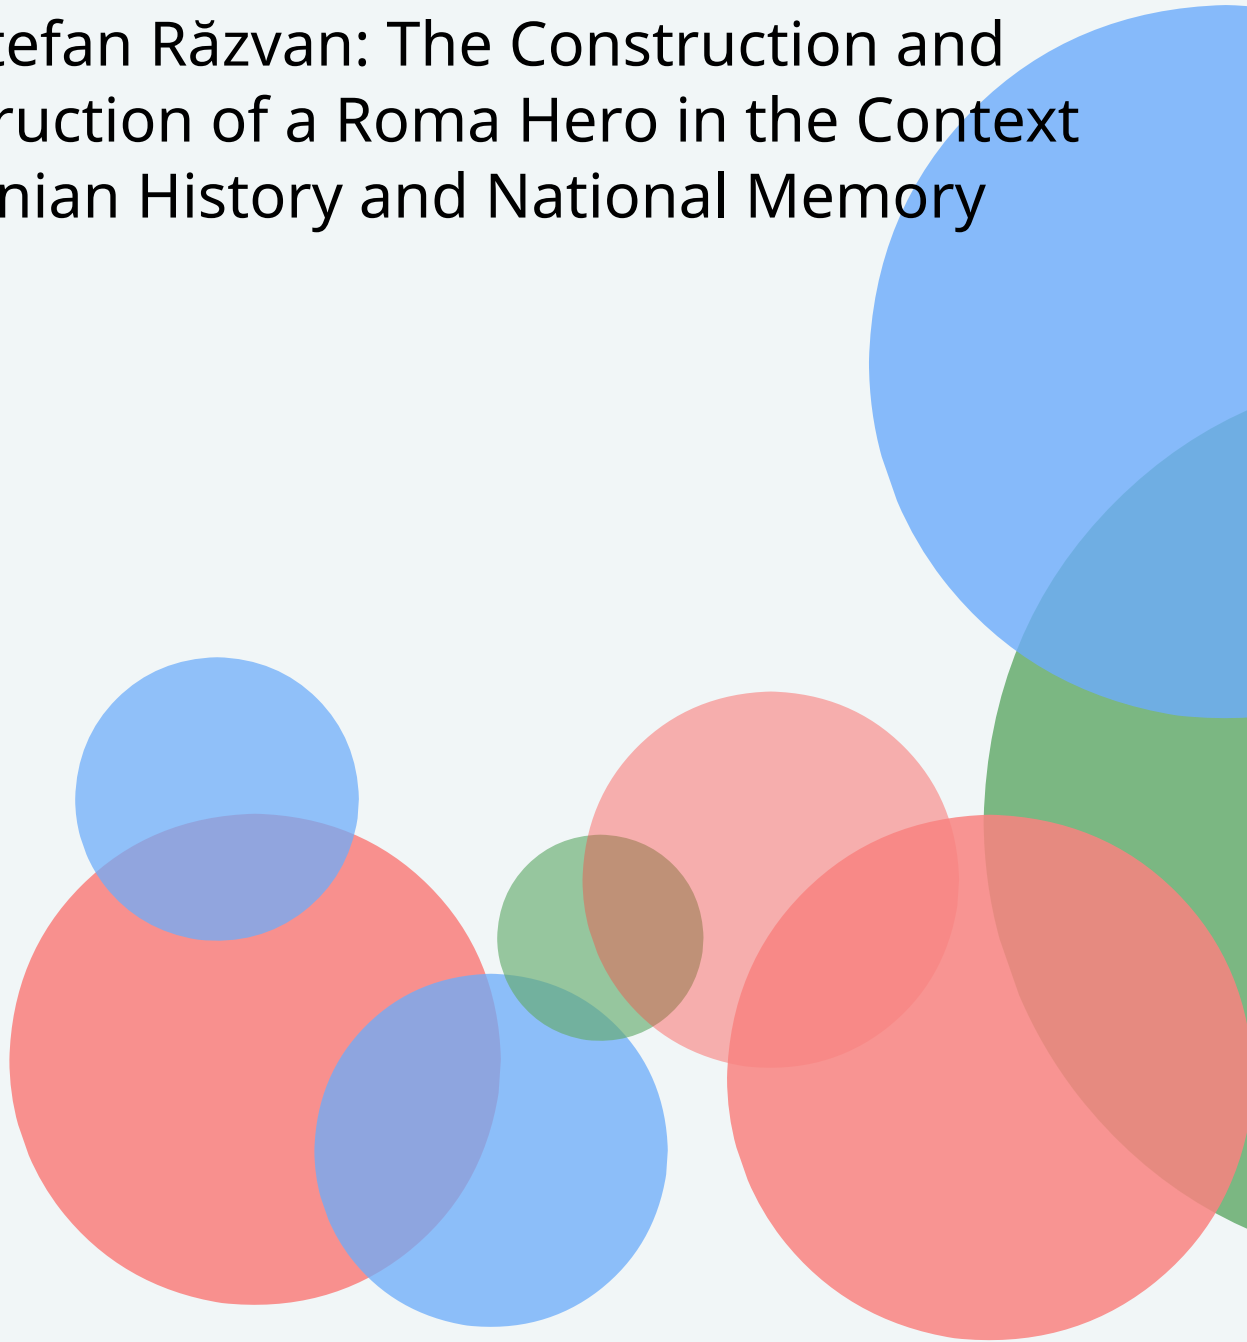 tefan Răzvan: The Construction and
ruction of a Roma Hero in the Context
nian History and National Memory